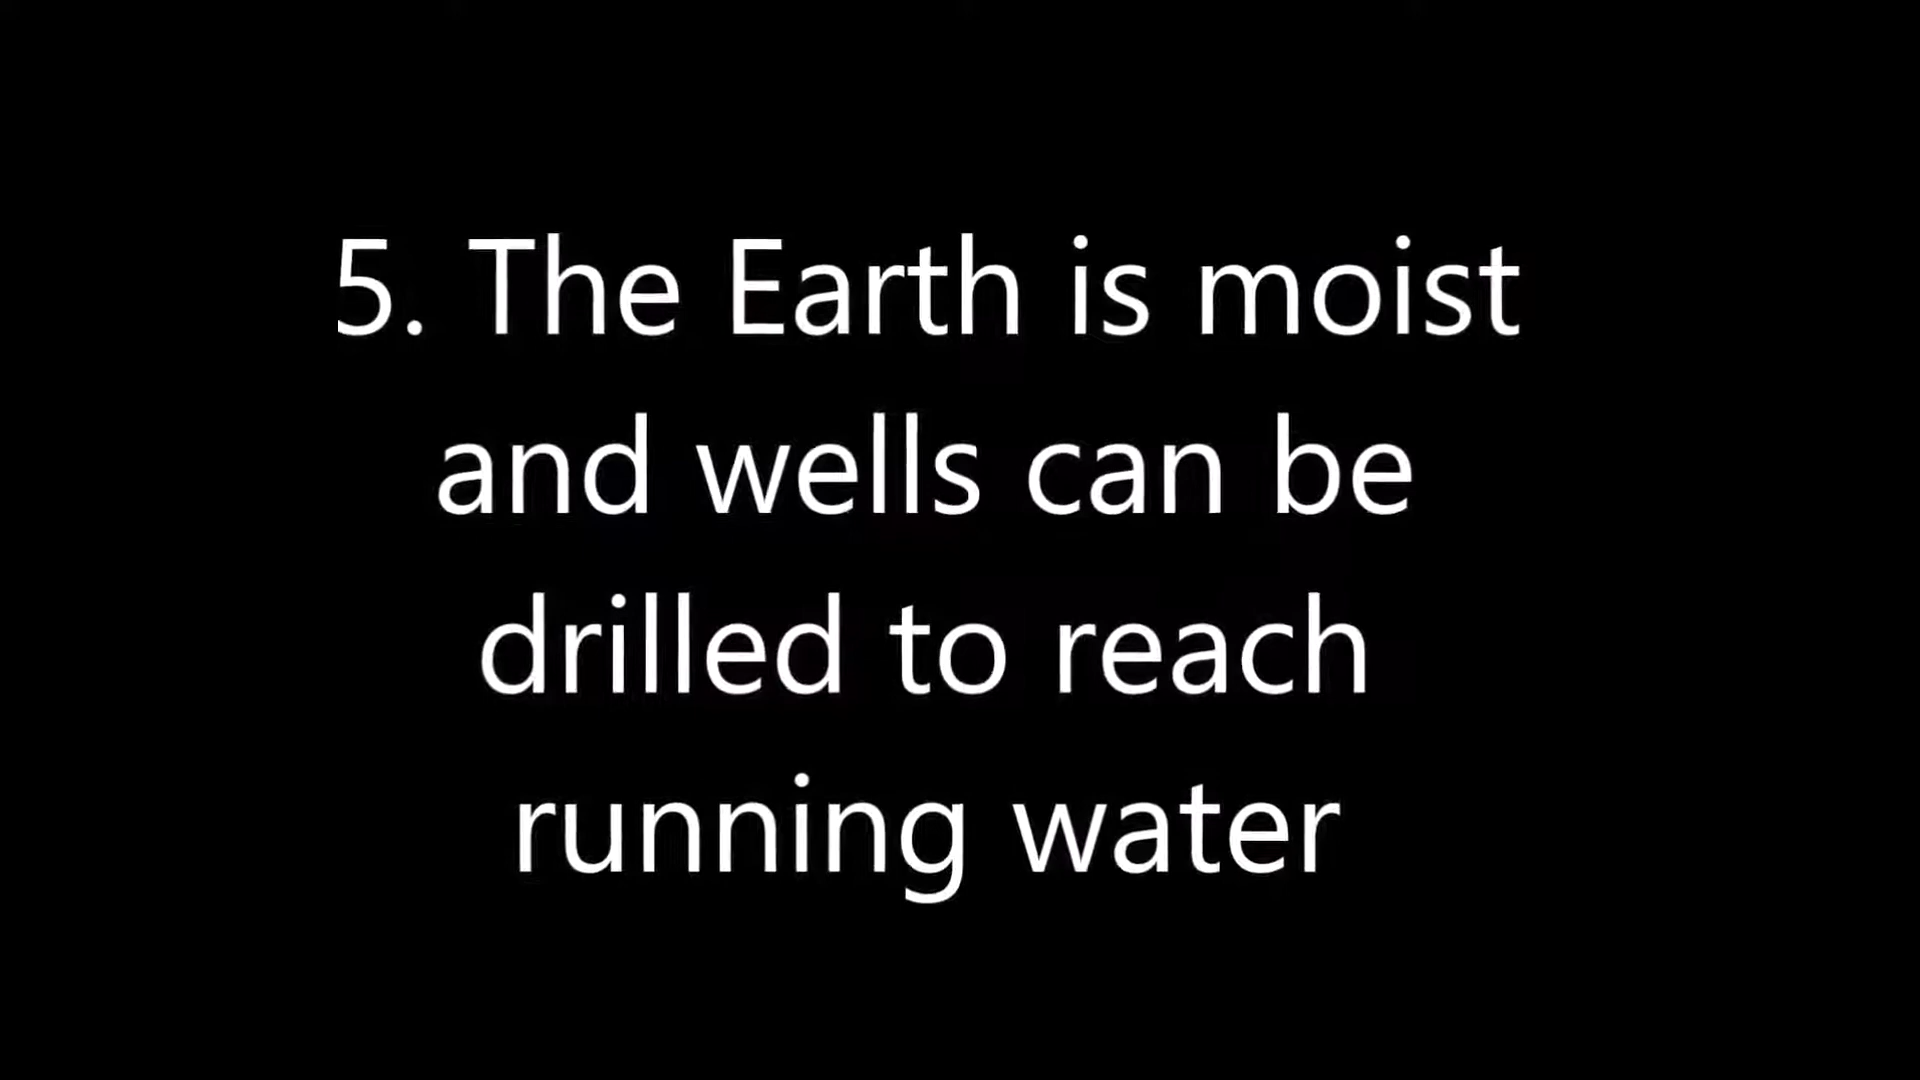 5. The Earth is moist
and wells can be
drilled to reach
running water